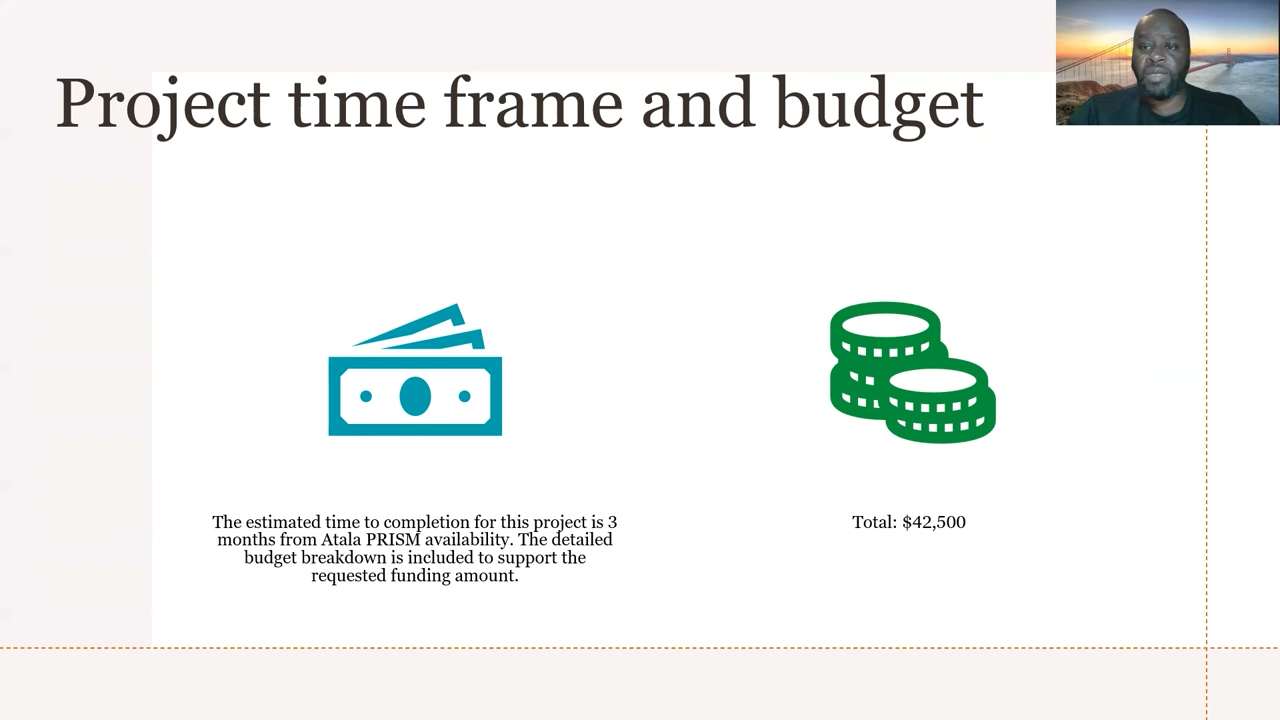 Project time frame and budget
The estimated time to completion for this project is 3
months from Atala PRISM availability. The detailed
budget breakdown is included to support the
requested funding amount.
Total: $42,500